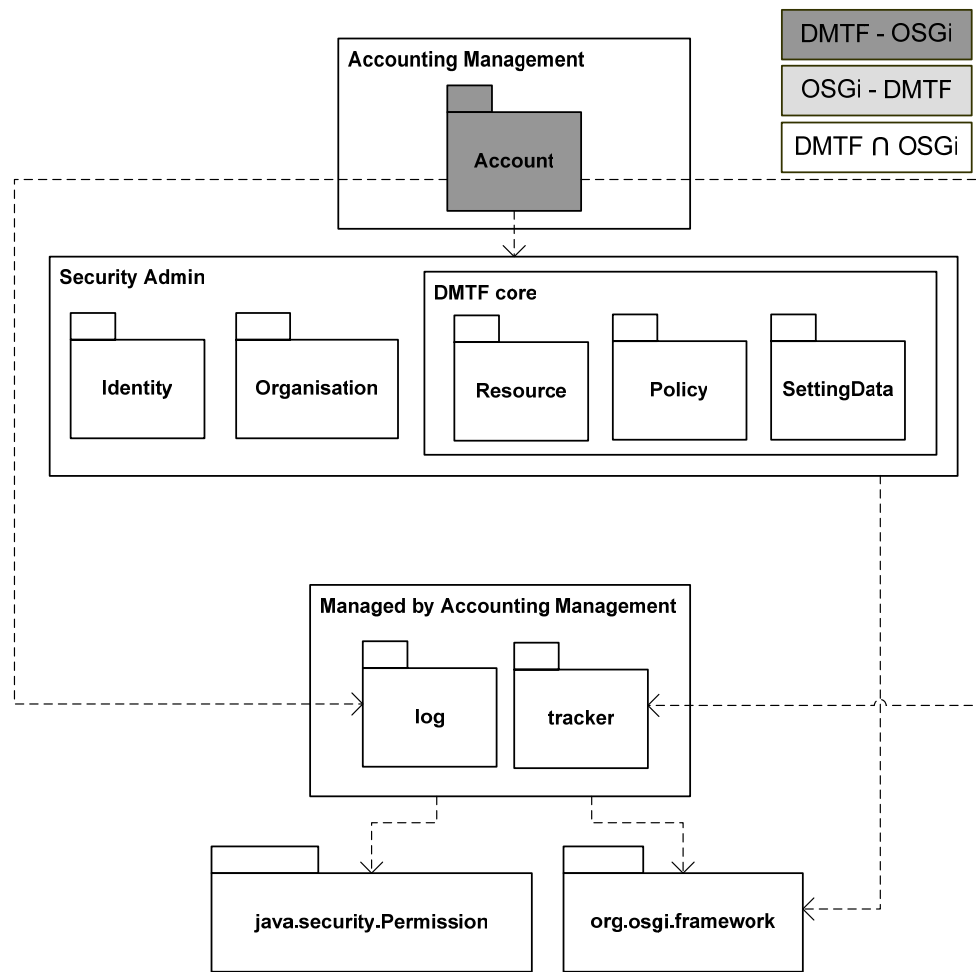 DMTF - OSGi
OSGi - DMTF
DMTF ∩ OSGi
Accounting Management
Account
Security Admin
DMTF core
Identity
Organisation
Resource
Policy
SettingData
Managed by Accounting Management
log
tracker
java.security.Permission
org.osgi.framework